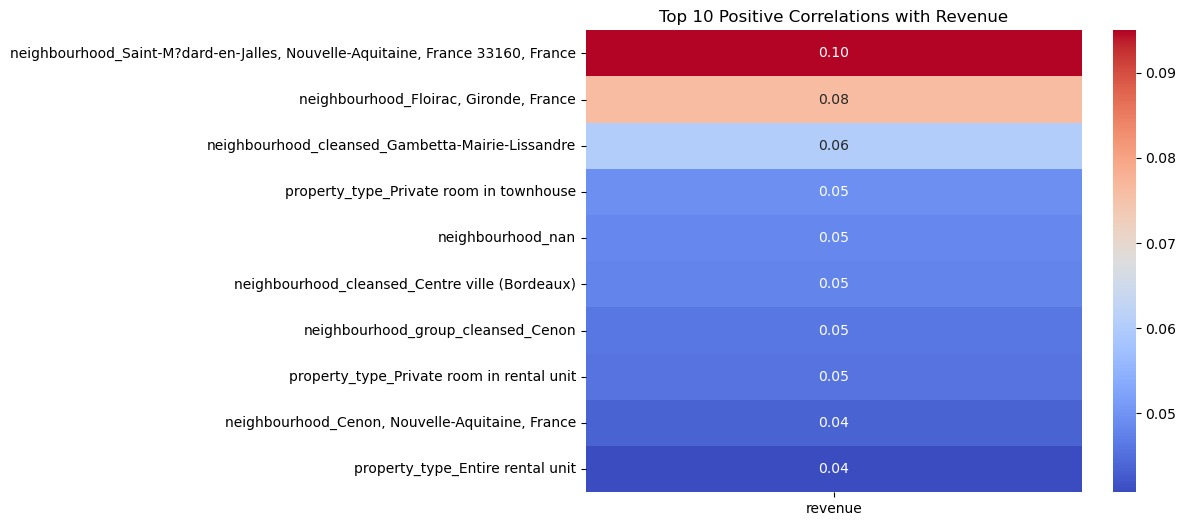 Top 10 Positive Correlations with Revenue
neighbourhood_Saint-M?dard-en-Jalles, Nouvelle-Aquitaine, France 33160, France
0.10
neighbourhood_Floirac, Gironde, France
0.08
neighbourhood_cleansed_Gambetta-Mairie-Lissandre
0.06
property_type_Private room in townhouse
0.05
neighbourhood_nan
0.05
neighbourhood_cleansed_Centre ville (Bordeaux)
0.05
neighbourhood_group_cleansed_Cenon
0.05
property_type_Private room in rental unit
0.05
neighbourhood_Cenon, Nouvelle-Aquitaine, France
0.04
property_type_Entire rental unit
0.04
revenue
0.09
0.08
0.07
0.06
0.05